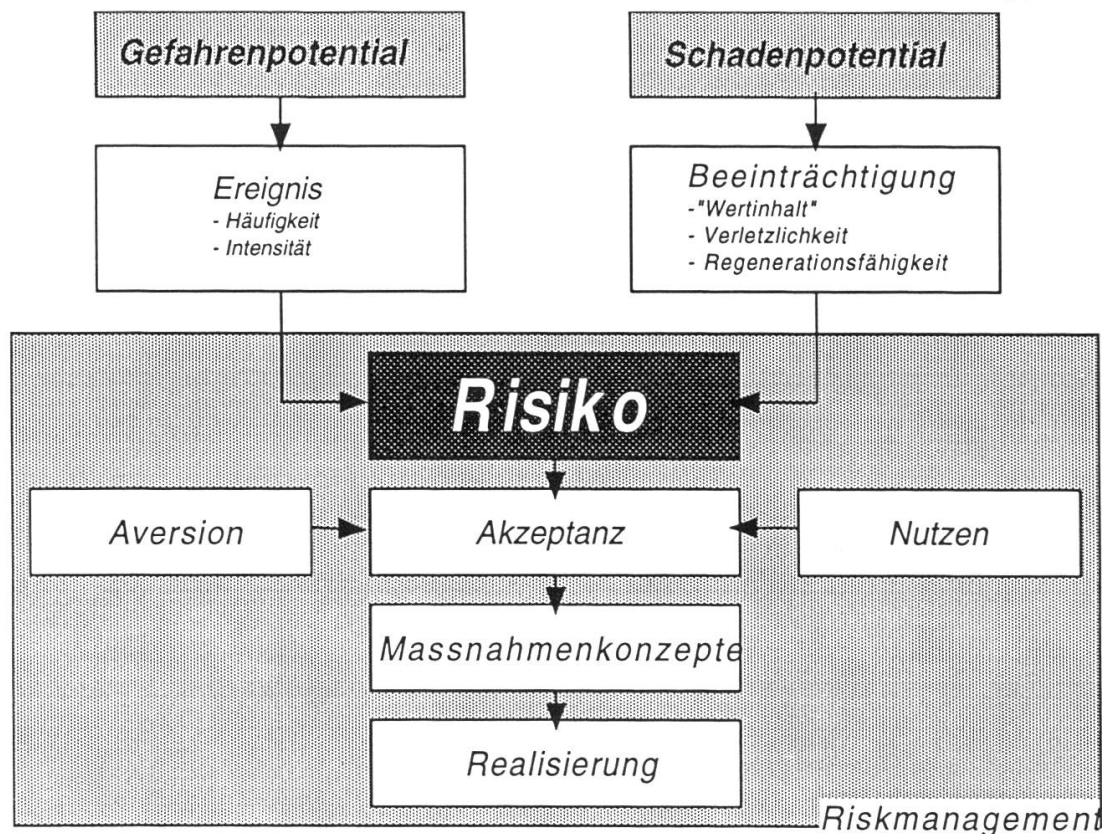 Gefahrenpotential
Schadenpotential
Ereignis
- Häufigkeit
- Intensität
Beeinträchtigung
-"Wertinhalt"
- Verletzlichkeit
- Regenerationsfähigkeit
Risiko
Aversion
Akzeptanz
Nutzen
Massnahmenkonzepte
Realisierung
Riskmanagement